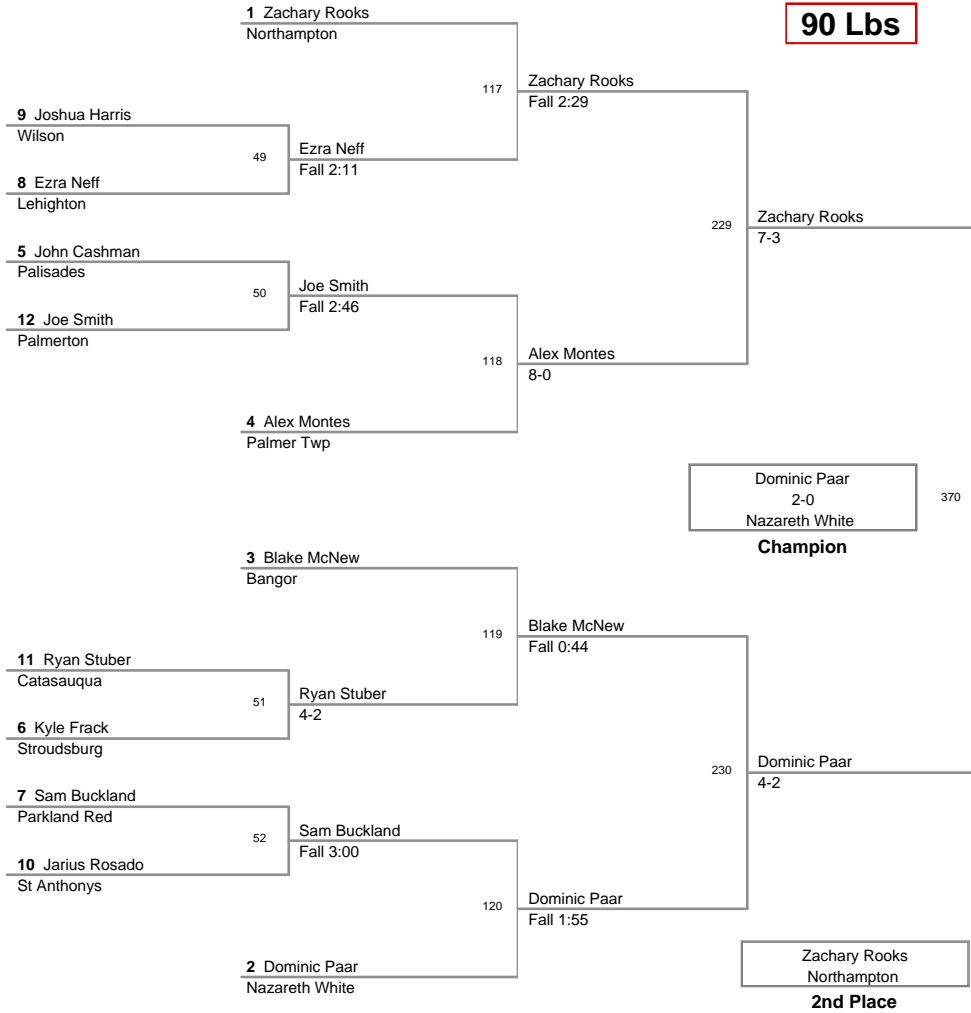 1 Zachary Rooks
Northampton
90 Lbs
117
Zachary Rooks
Fall 2:29
9 Joshua Harris
Wilson
49
Ezra Neff
Fall 2:11
8 Ezra Neff
Lehighton
229
Zachary Rooks
7-3
5 John Cashman
Palisades
50
Joe Smith
Fall 2:46
12 Joe Smith
Palmerton
118
Alex Montes
8-0
4 Alex Montes
Palmer Twp
Dominic Paar
2-0
Nazareth White
370
Champion
3 Blake McNew
Bangor
119
Blake McNew
Fall 0:44
11 Ryan Stuber
Catasauqua
51
Ryan Stuber
4-2
6 Kyle Frack
Stroudsburg
230
Dominic Paar
4-2
7 Sam Buckland
Parkland Red
52
Sam Buckland
Fall 3:00
10 Jarius Rosado
St Anthonys
120
Dominic Paar
Fall 1:55
2 Dominic Paar
Nazareth White
Zachary Rooks
Northampton
2nd Place